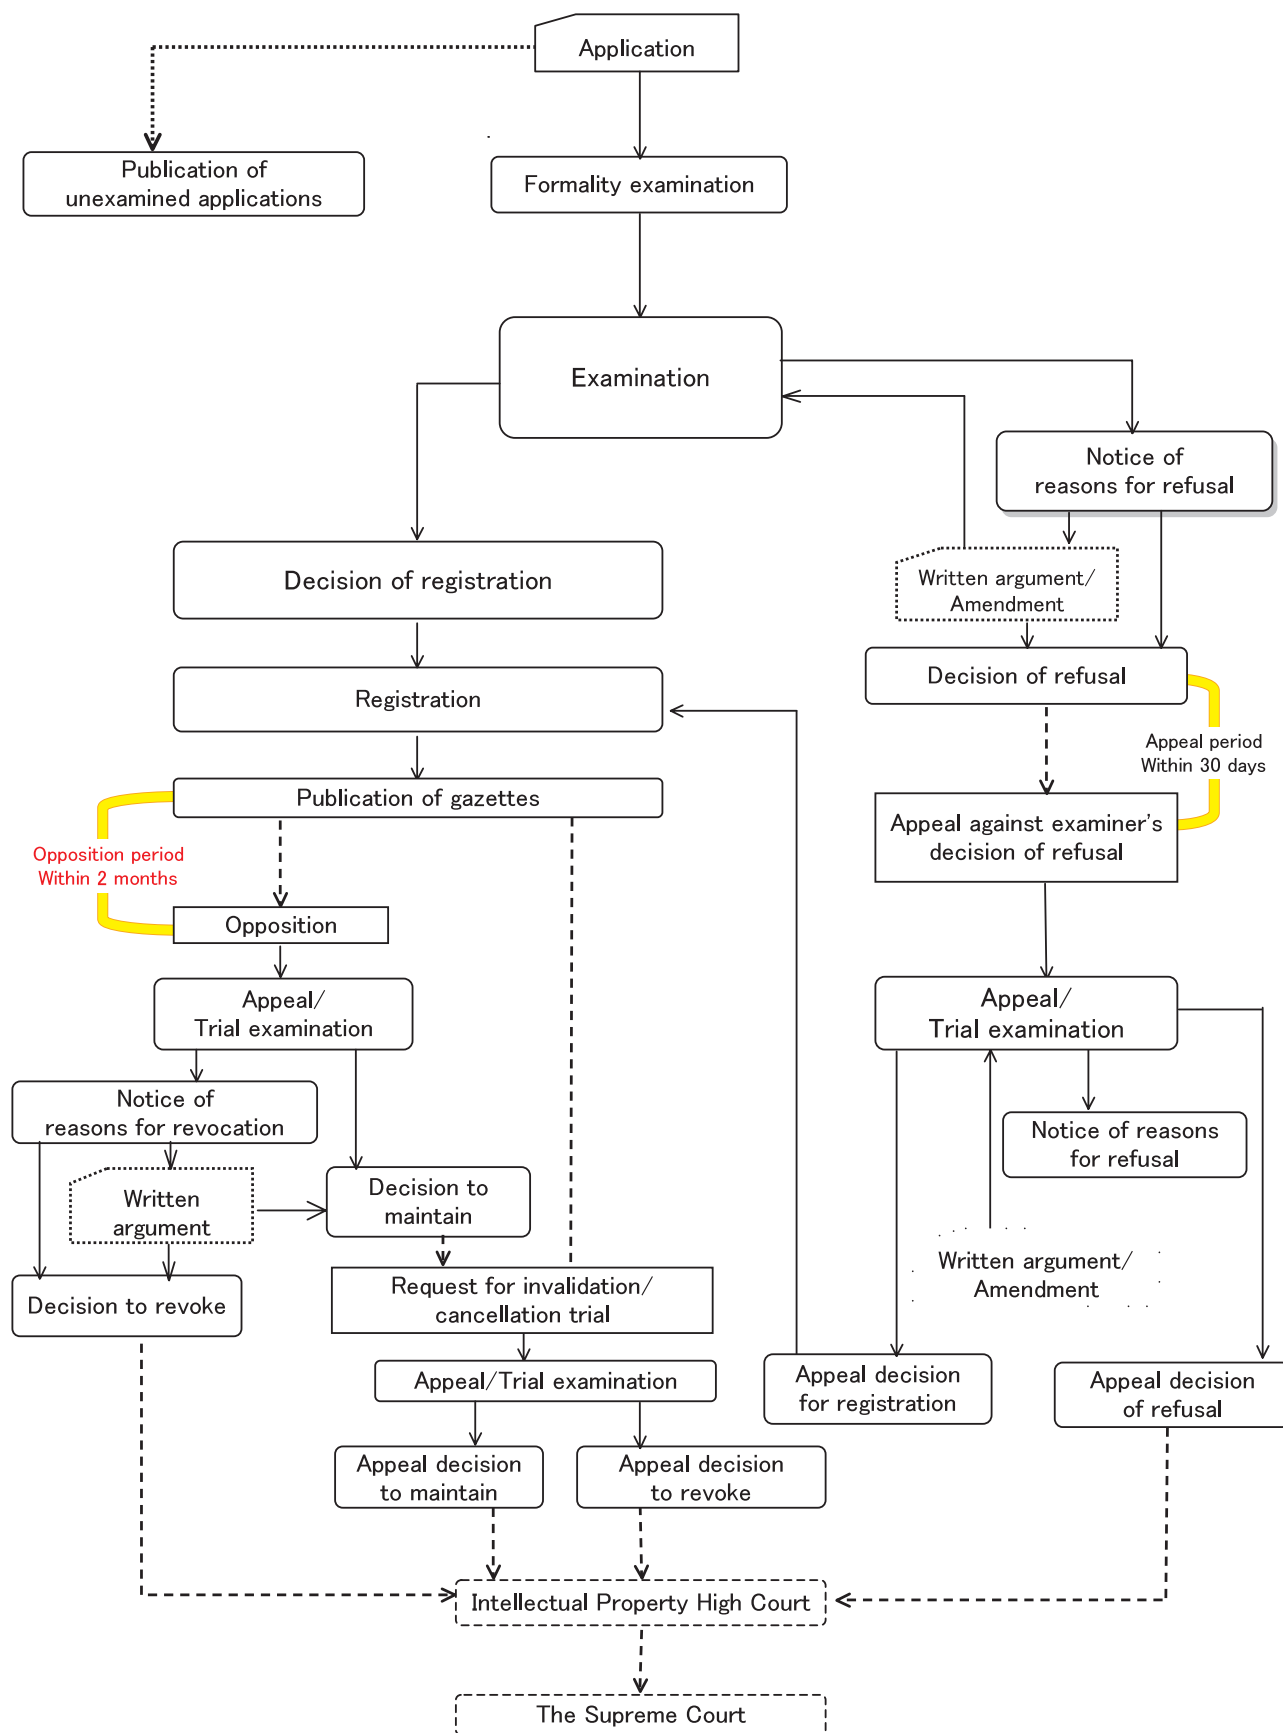 Application
Publication of
unexamined applications
Formality examination
Examination
Notice of
reasons for refusal
Decision of registration
Written argument/
Amendment
Registration
Decision of refusal
Appeal period
Within 30 days
Publication of gazettes
Appeal against examiner's
decision of refusal
Opposition period
Within 2 months
Opposition
Appeal/
Trial examination
Appeal/
Trial examination
Notice of
reasons for revocation
Notice of reasons
for refusal
Written
argument
Decision to
maintain
Written argument/
Amendment
Decision to revoke
Request for invalidation/
cancellation trial
Appeal/Trial examination
Appeal decision
for registration
Appeal decision
of refusal
Appeal decision
to maintain
Appeal decision
to revoke
Intellectual Property High Court
The Supreme Court